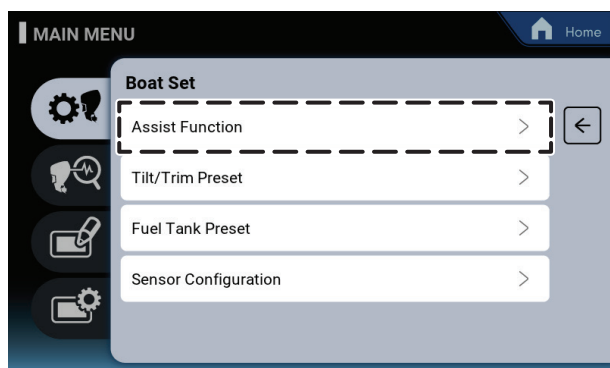 MAIN MENU
Home
Boat Set
Assist Function
Tilt/Trim Preset
Fuel Tank Preset
Sensor Configuration